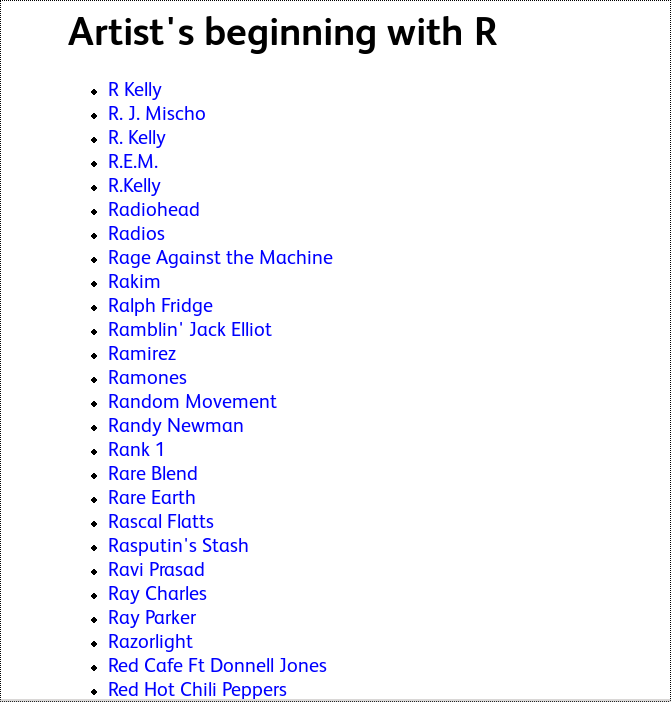 Artist's beginning with R
R Kelly
R. J. Mischo
R. Kelly
R.E.M.
R.Kelly
Radiohead
Radios
Rage Against the Machine
Rakim
Ralph Fridge
Ramblin' Jack Elliot
Ramirez
Ramones
Random Movement
Randy Newman
Rank 1
Rare Blend
Rare Earth
Rascal Flatts
Rasputin's Stash
Ravi Prasad
Ray Charles
Ray Parker
Razorlight
Red Cafe Ft Donnell Jones
Red Hot Chili Peppers